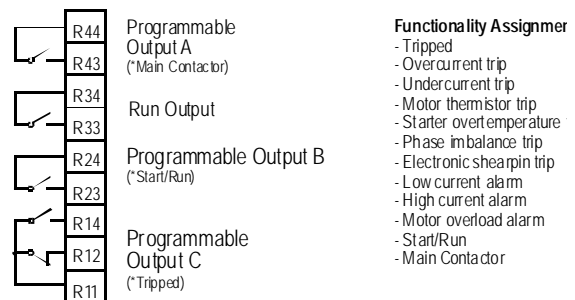 R44
R43
R34
R33
R24
R23
R14
R12
R11
Programmable
Output A
(*Main Contactor)
Run Output
Programmable Output B
(*Start/Run)
Programmable
Output C
(*Tripped)
Functionality Assignmen
- Tripped
- Overcurrent trip
- Undercurrent trip
- Motor thermistor trip
- Starter overtemperature
- Phase imbalance trip
- Electronic shearpin trip
- Low current alarm
- High current alarm
- Motor overload alarm
- Start/Run
- Main Contactor